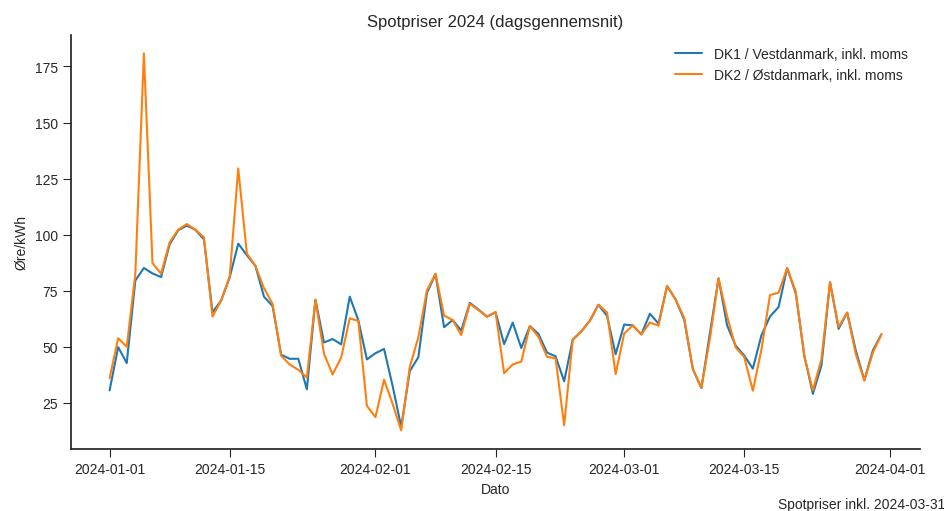 Spotpriser 2024 (dagsgennemsnit)
DK1 / Vestdanmark, inkl. moms
DK2 / Østdanmark, inkl. moms
Øre/kWh
175
150
125
100
75
50
25
2024-01-01
2024-01-15
2024-02-01
2024-02-15
2024-03-01
2024-03-15
2024-04-01
Dato
Spotpriser inkl. 2024-03-31